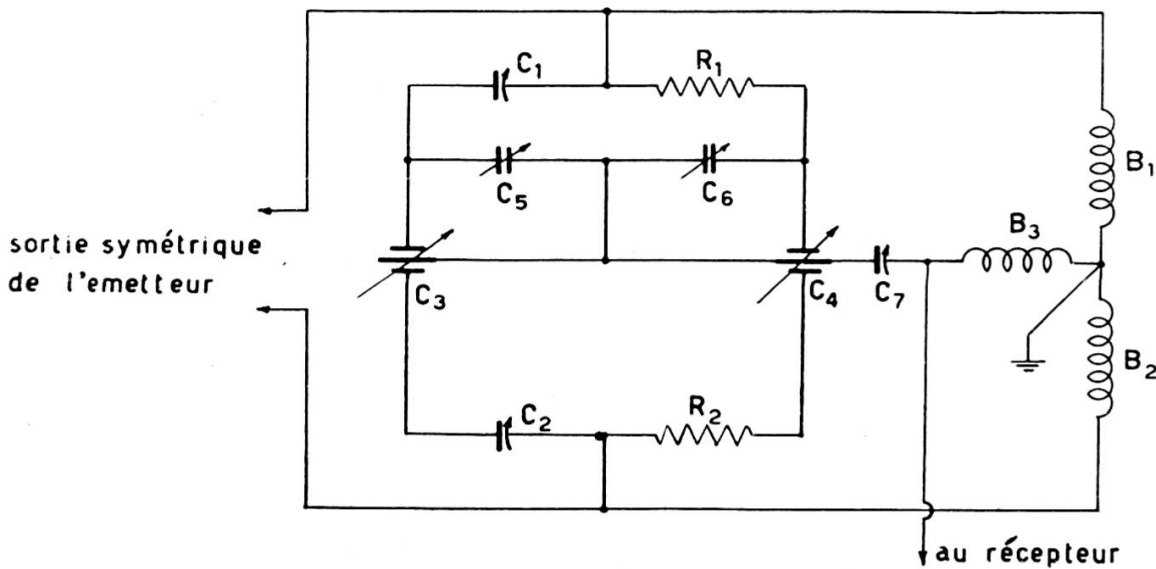 C1
R1
C5
C6
B1
B3
sortie symétrique
de l'emetteur
C3
C4
C7
B2
C2
R2
au récepteur